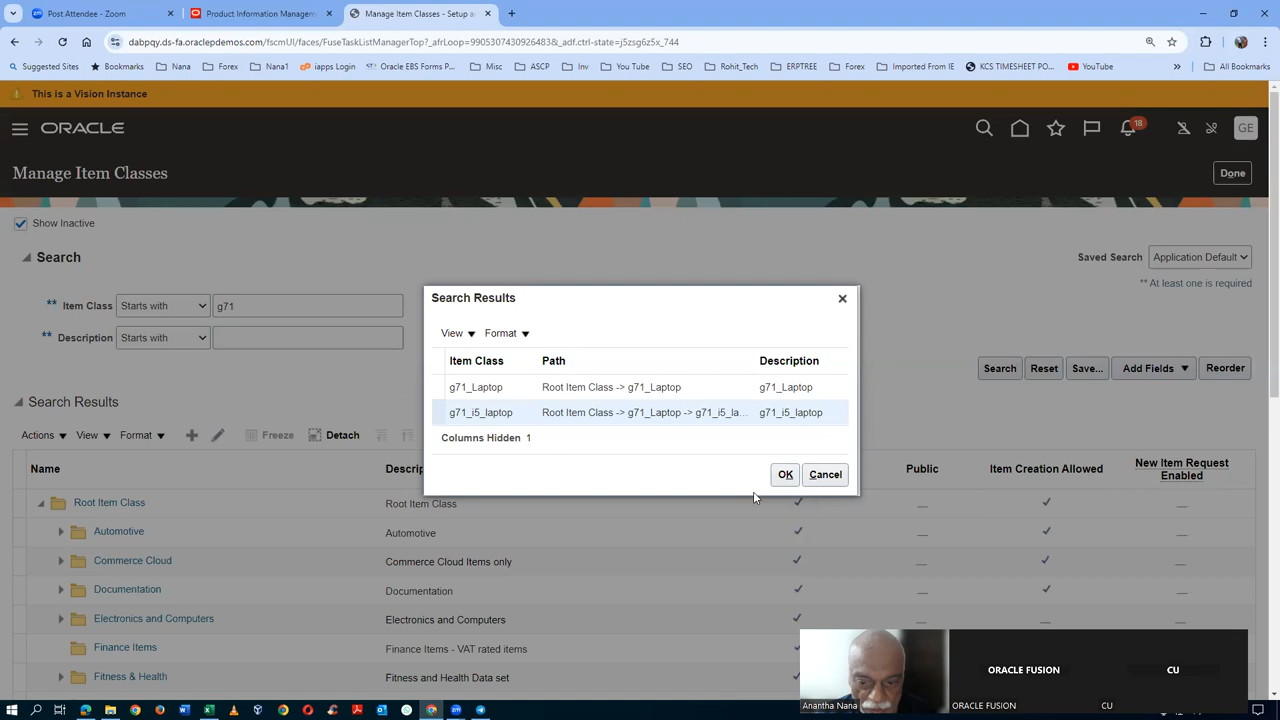 Post Attendee - Zoom
Product Information Managem
Manage Item Classes - Setup a
dabpqy.ds-fa.oraclepdemos.com/fscmUI/faces/FuseTaskListManagerTop?_afrLoop=99053074309264​83&_adf.ctrl-state=j5zsg6z5x_744
Suggested Sites Bookmarks Nana Forex Nana1 iapps Login Oracle EBS Forms P... Misc ASCP Inv You Tube SEO Rohit_Tech ERPTREE Forex Imported From IE KCS TIMESHEET PO... YouTube » All Bookmarks
This is a Vision Instance
ORACLE 18 GE
Manage Item Classes Done
Show Inactive
Search Saved Search Application Default
** At least one is required
** Item Class Starts with g71
** Description Starts with
Search Reset Save... Add Fields Reorder
Search Results
View Format
Item Class Path Description
g71_Laptop Root Item Class -> g71_Laptop g71_Laptop
g71_i5_laptop Root Item Class -> g71_Laptop -> g71_i5_la... g71_i5_laptop
Columns Hidden 1
OK Cancel
Search Results
Actions View Format Freeze Detach
Name Descrip Public Item Creation Allowed New Item Request Enabled
Root Item Class Root Item Class
Automotive Automotive
Commerce Cloud Commerce Cloud Items only
Documentation Documentation
Electronics and Computers Electronics and Computers
Finance Items Finance Items - VAT rated items
Fitness & Health Fitness and Health Data set
ORACLE FUSION CU
Anantha Nana ORACLE FUSION CU